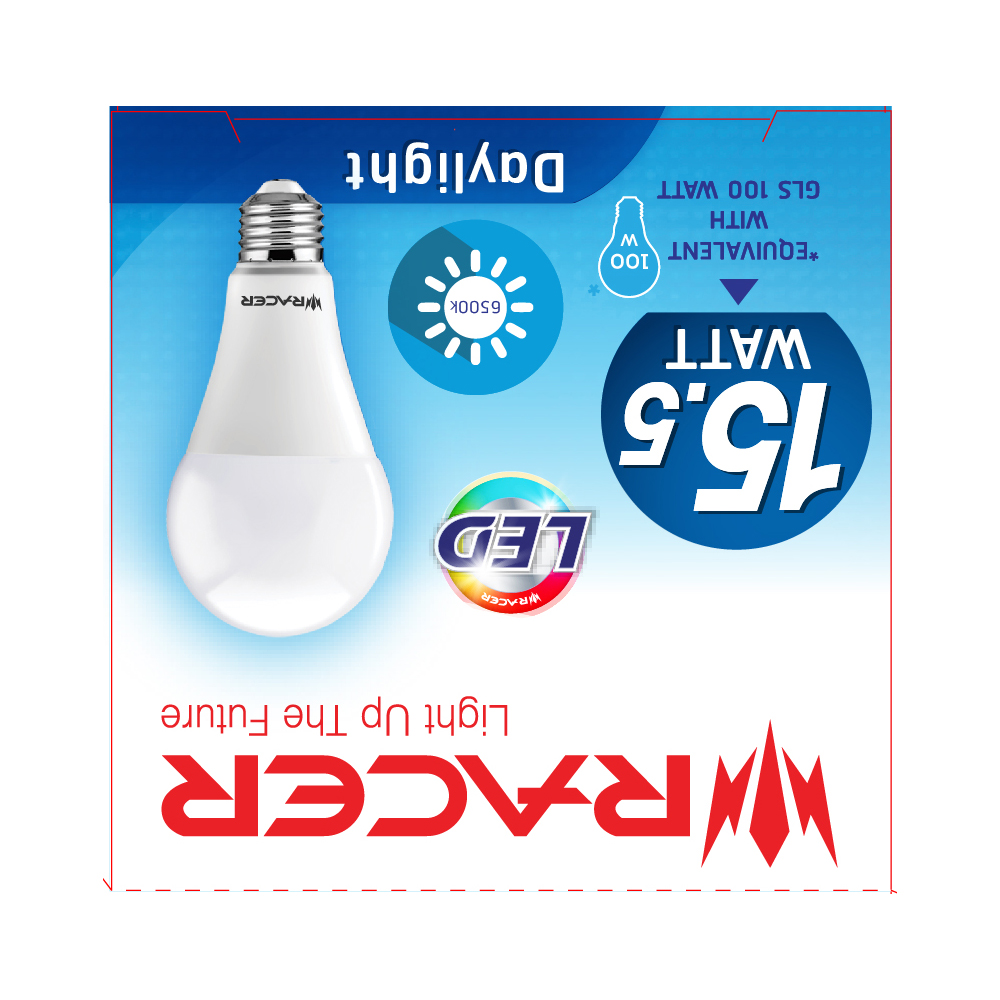 RACER
Light Up The Future
RACER
LED
15.5
WATT
6500k
*EQUIVALENT
WITH
GLS 100 WATT
100
W
*
RACER
Daylight